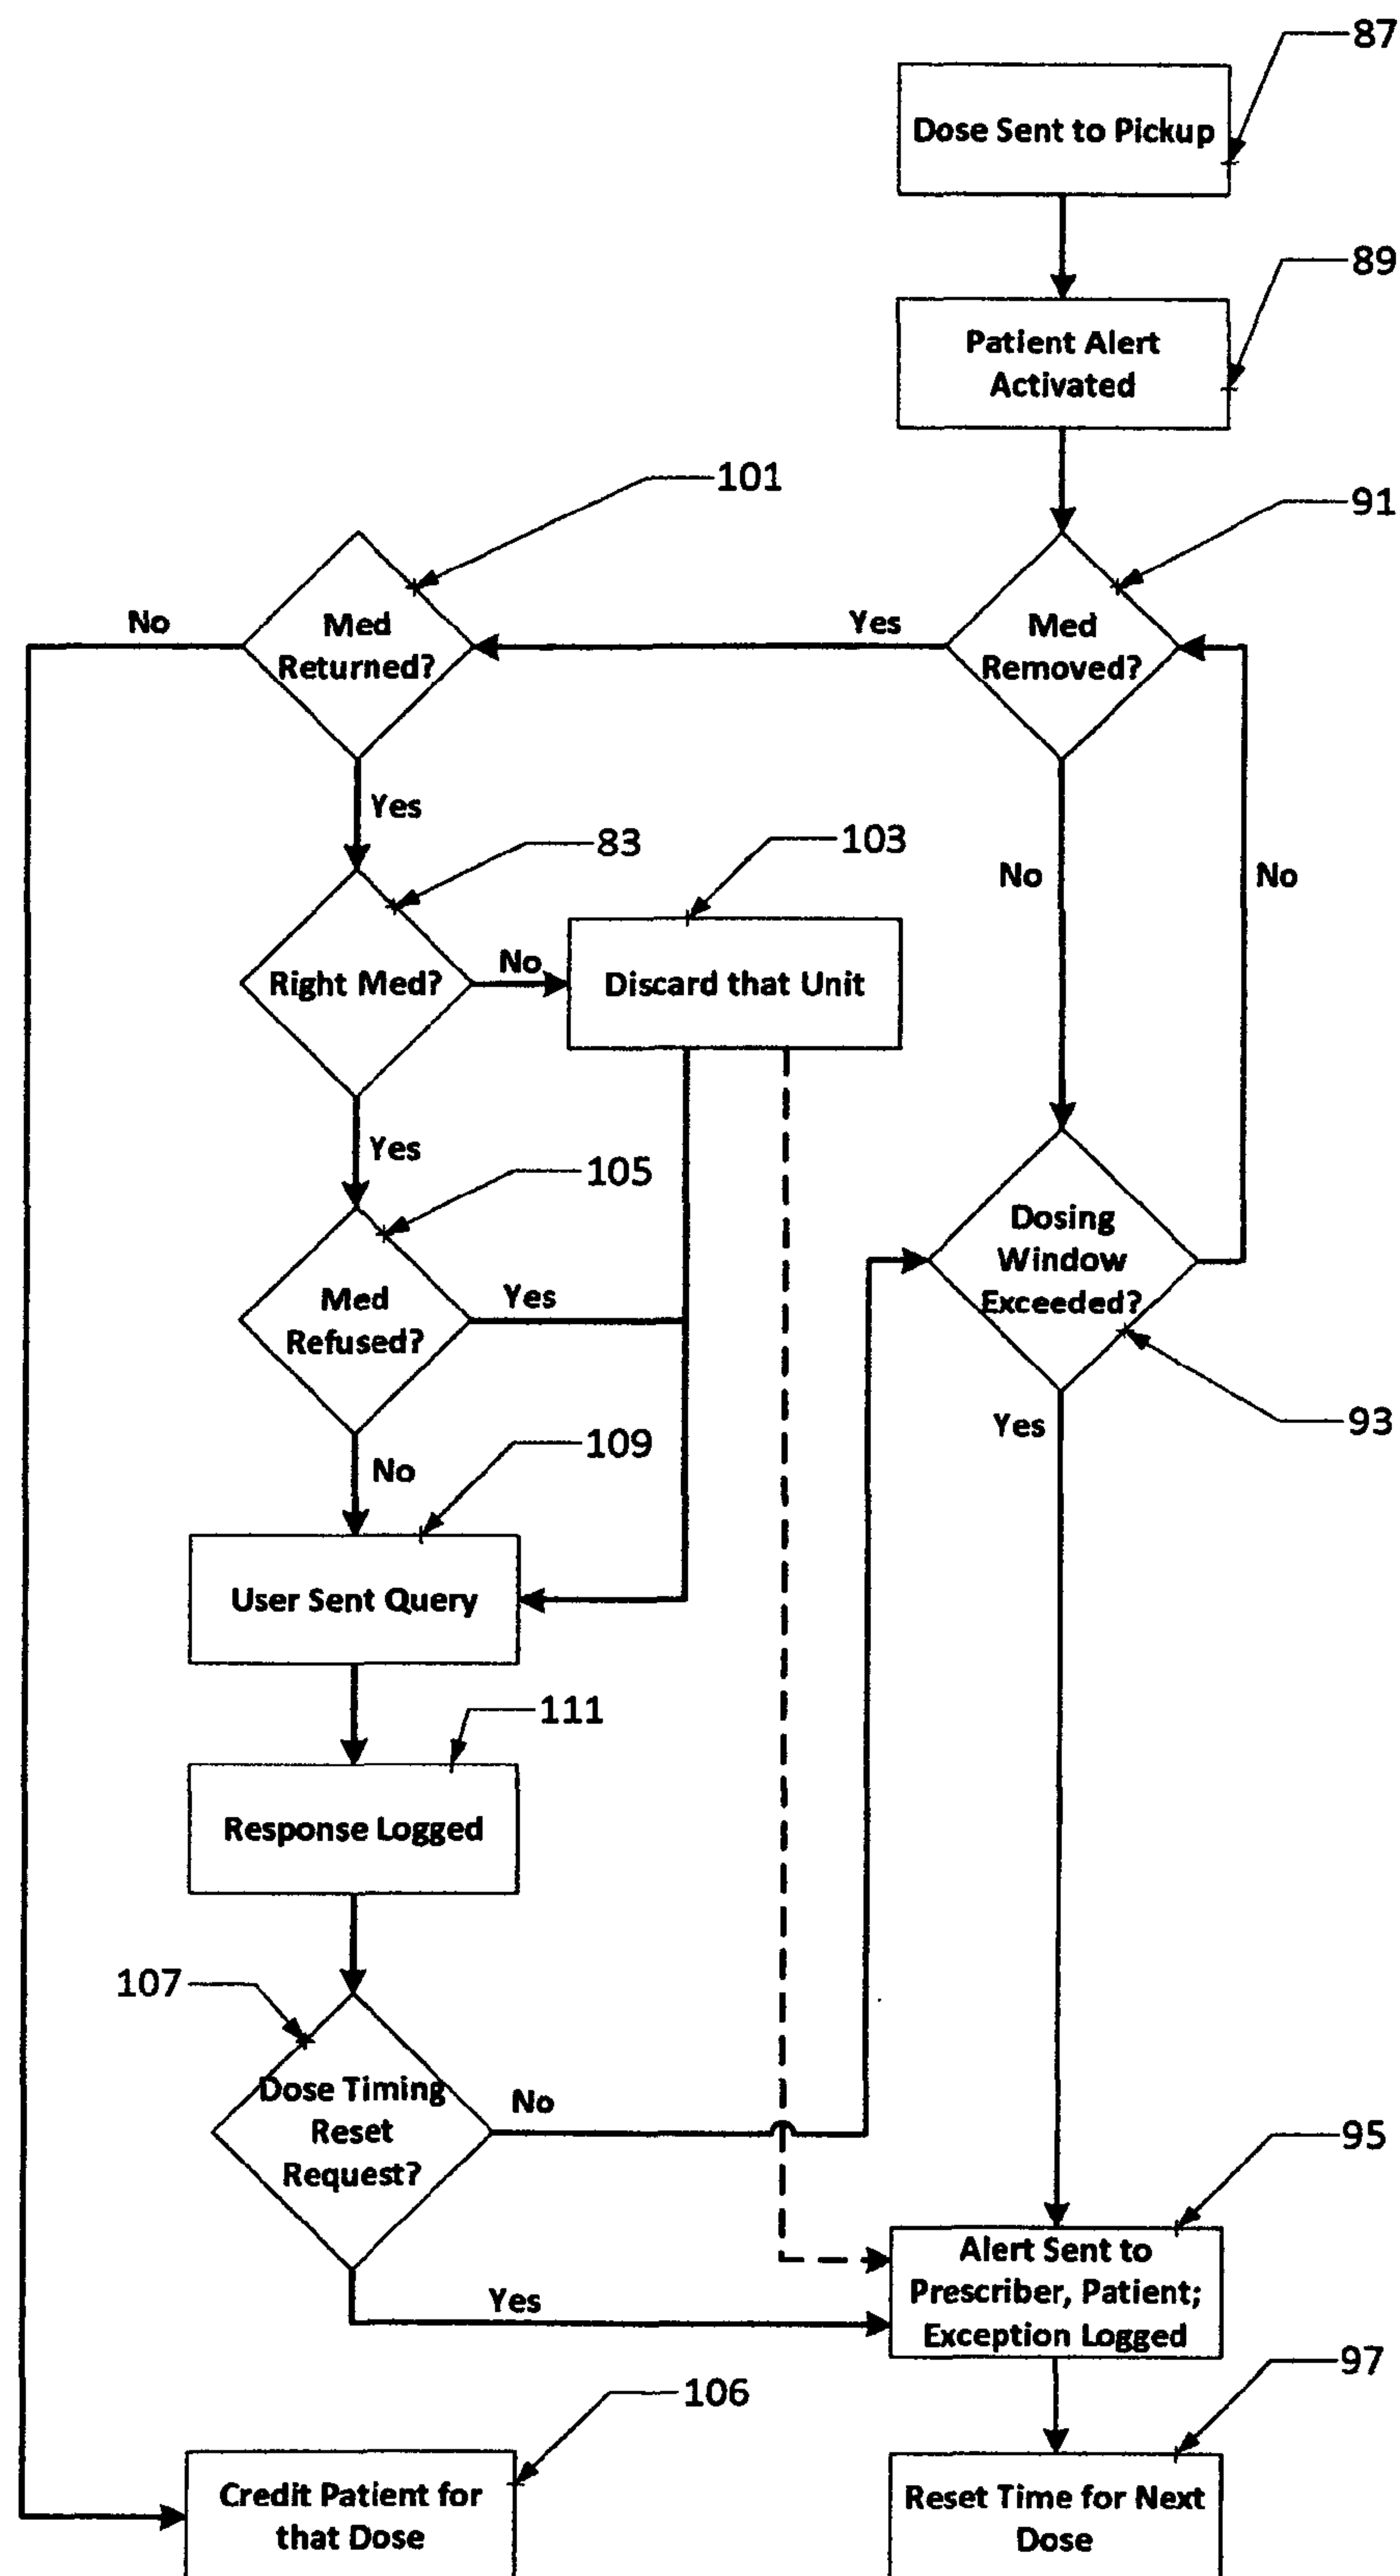 87
Dose Sent to Pickup
89
Patient Alert
Activated
101
91
No
Med
Returned?
Yes
Med
Removed?
Yes
83
103
No
No
Right Med?
No
Discard that Unit
Yes
105
Dosing
Window
Exceeded?
Med
Refused?
Yes
93
Yes
109
No
User Sent Query
111
Response Logged
107
Dose Timing
Reset
Request?
No
95
Alert Sent to
Prescriber, Patient;
Exception Logged
Yes
97
106
Credit Patient for
that Dose
Reset Time for Next
Dose